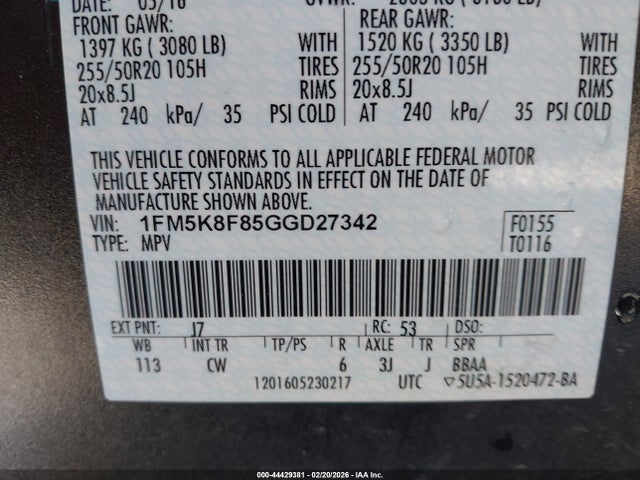 DATE: 05/16 GVWR:
FRONT GAWR: REAR GAWR:
1397 KG ( 3080 LB) WITH 1520 KG ( 3350 LB) WITH
255/50R20 105H TIRES 255/50R20 105H TIRES
20x8.5J RIMS 20x8.5J RIMS
AT 240 kPa/ 35 PSI COLD AT 240 kPa/ 35 PSI COLD
THIS VEHICLE CONFORMS TO ALL APPLICABLE FEDERAL MOTOR
VEHICLE SAFETY STANDARDS IN EFFECT ON THE DATE OF
MANUFACTURE SHOWN ABOVE.
VIN: 1FM5K8F85GGD27342 F0155
TYPE: MPV T0116
EXT PNT: J7 RC: 53 DSO:
WB INT TR TP/PS R AXLE TR SPR
113 CW 6 3J J BBAA
1201605230217 UTC ▽5U5A-1520472-BA
000-44429381 - 02/20/2026 - IAA Inc.